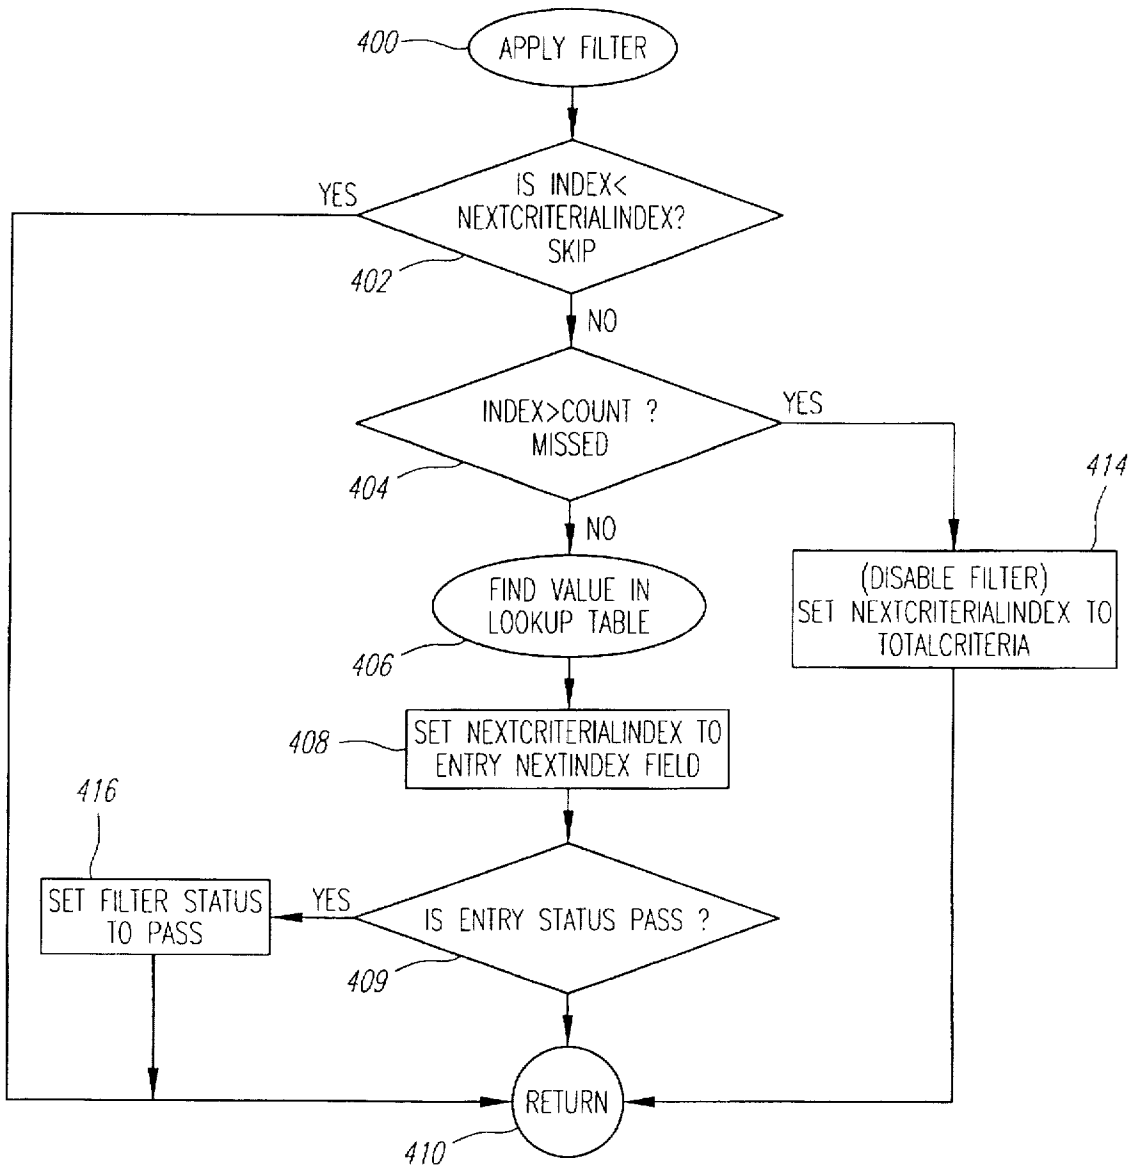 400
APPLY FILTER
YES
IS INDEX<
NEXTCRITERIALINDEX?
SKIP
402
NO
INDEX>COUNT ?
MISSED
YES
404
414
NO
FIND VALUE IN
LOOKUP TABLE
406
(DISABLE FILTER)
SET NEXTCRITERIALINDEX TO
TOTALCRITERIA
408
SET NEXTCRITERIALINDEX TO
ENTRY NEXTINDEX FIELD
416
SET FILTER STATUS
TO PASS
YES
IS ENTRY STATUS PASS ?
409
RETURN
410